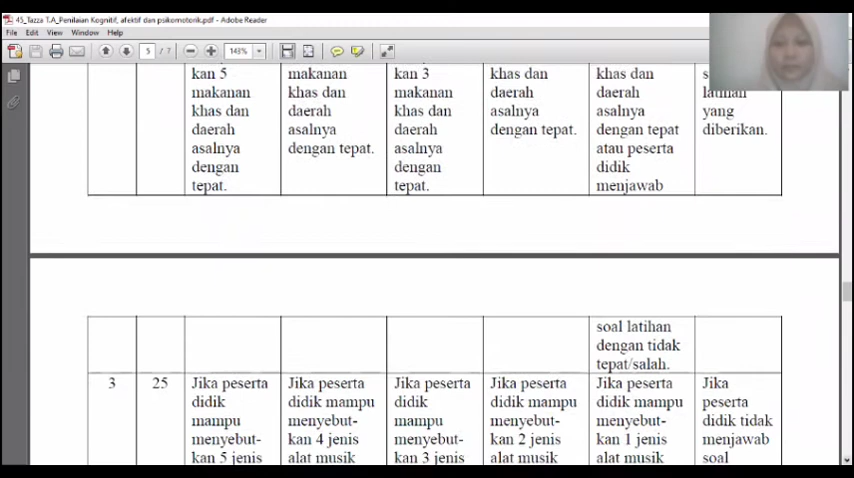 45_Tazza T.A_Penilaian Kognitif, afektif dan psikomotorik.pdf - Adobe Reader
File Edit View Window Help
5 / 7 143%
kan 5
makanan
khas dan
daerah
asalnya
dengan
tepat.
makanan
khas dan
daerah
asalnya
dengan tepat.
kan 3
makanan
khas dan
daerah
asalnya
dengan
tepat.
khas dan
daerah
asalnya
dengan tepat.
khas dan
daerah
asalnya
dengan tepat
atau peserta
didik
menjawab
latihan
yang
diberikan.
soal latihan
dengan tidak
tepat/salah.
3
25
Jika peserta
didik
mampu
menyebut-
kan 5 jenis
Jika peserta
didik mampu
menyebut-
kan 4 jenis
alat musik
Jika peserta
didik
mampu
menyebut-
kan 3 jenis
Jika peserta
didik mampu
menyebut-
kan 2 jenis
alat musik
Jika peserta
didik mampu
menyebut-
kan 1 jenis
alat musik
Jika
peserta
didik tidak
menjawab
soal